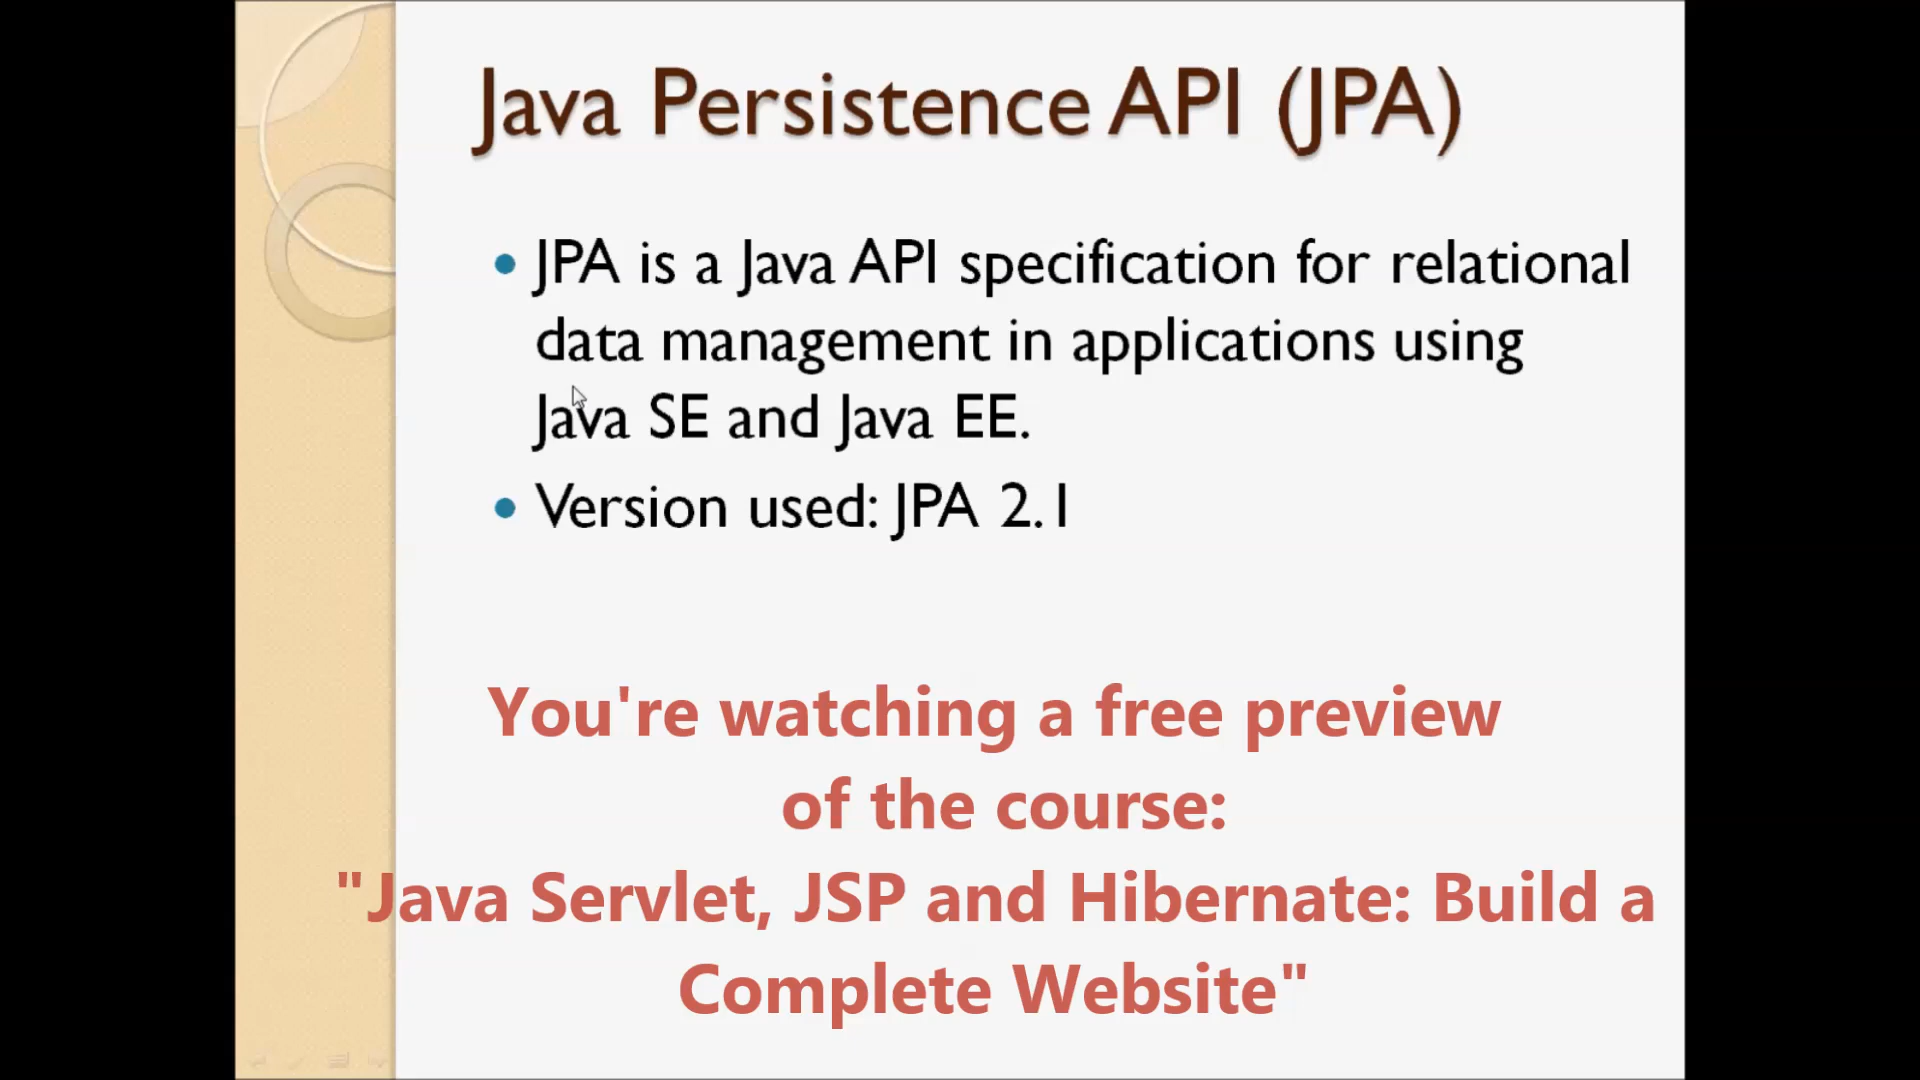 Java Persistence API (JPA)
• JPA is a Java API specification for relational
data management in applications using
Java SE and Java EE.
• Version used: JPA 2.1
You're watching a free preview
of the course:
"Java Servlet, JSP and Hibernate: Build a
Complete Website"